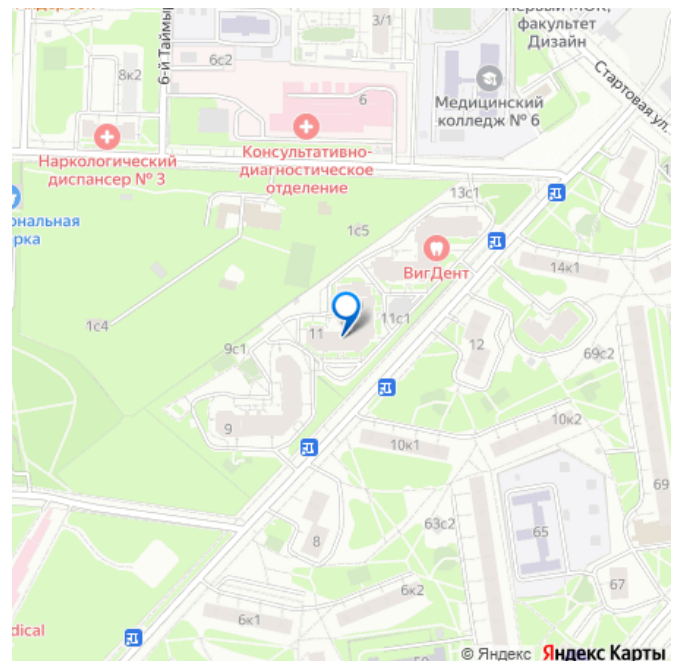 Первый МОК,
факультет
Дизайн
3/1
6-й Таймыр
6с2
8к2
6
Стартовая ул.
Медицинский
колледж № 6
Наркологический
диспансер № 3
Консультативно-
диагностическое
отделение
13с1
1с5
ВигДент
14к1
1с4
11
11с1
12
9с1
69с2
9
10к2
10к1
69
63с2
65
8
67
6к2
6к1
dical
© Яндекс Яндекс Карты